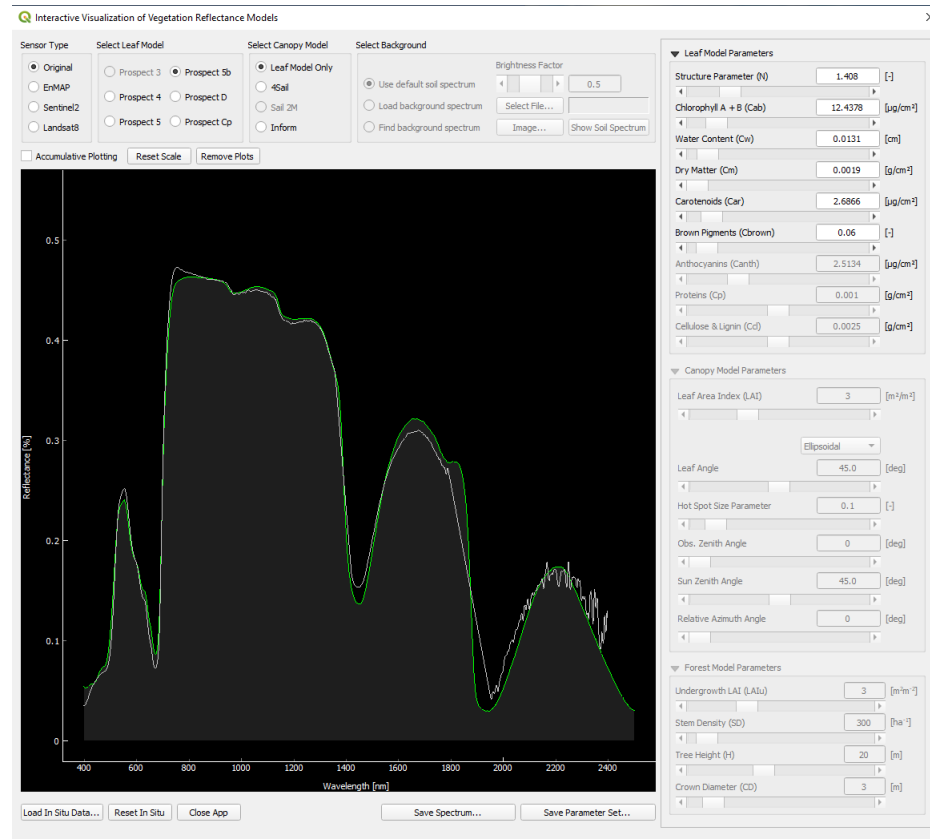 Interactive Visualization of Vegetation Reflectance Models
Sensor Type
Original
EnMAP
Sentinel2
Landsat8
Select Leaf Model
Prospect 3
Prospect 5b
Prospect 4
Prospect D
Prospect 5
Prospect Cp
Select Canopy Model
Leaf Model Only
4Sail
Sail 2M
Inform
Select Background
Brightness Factor
Use default soil spectrum
0.5
Load background spectrum
Select File...
Find background spectrum
Image...
Show Soil Spectrum
Accumulative Plotting
Reset Scale
Remove Plots
0.5
0.4
0.3
0.2
0.1
0
Reflectance [%]
400 600 800 1000 1200 1400 1600 1800 2000 2200 2400
Wavelength [nm]
Load In Situ Data...
Reset In Situ
Close App
Save Spectrum...
Save Parameter Set...
Leaf Model Parameters
Structure Parameter (N) 1.408 [-]
Chlorophyll A + B (Cab) 12.4378 [µg/cm²]
Water Content (Cw) 0.0131 [cm]
Dry Matter (Cm) 0.0019 [g/cm²]
Carotenoids (Car) 2.6866 [µg/cm²]
Brown Pigments (Cbrown) 0.06 [-]
Anthocyanins (Canth) 2.5134 [µg/cm²]
Proteins (Cp) 0.001 [g/cm²]
Cellulose & Lignin (Ccl) 0.0025 [g/cm²]
Canopy Model Parameters
Leaf Area Index (LAI) 3 [m²/m²]
Ellipsoidal
Leaf Angle 45.0 [deg]
Hot Spot Size Parameter 0.1 [-]
Obs. Zenith Angle 0 [deg]
Sun Zenith Angle 45.0 [deg]
Relative Azimuth Angle 0 [deg]
Forest Model Parameters
Undergrowth LAI (LAIu) 3 [m²m⁻²]
Stem Density (SD) 300 [ha⁻¹]
Tree Height (H) 20 [m]
Crown Diameter (CD) 3 [m]